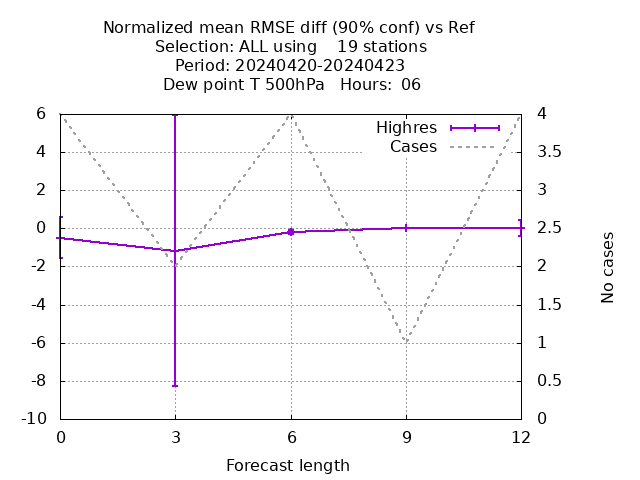 Normalized mean RMSE diff (90% conf) vs Ref
Selection: ALL using    19 stations
Period: 20240420-20240423
Dew point T 500hPa   Hours:  06
Highres
Cases
6
4
2
0
-2
-4
-6
-8
-10
4
3.5
3
2.5
2
1.5
1
0.5
0
No cases
0 3 6 9 12
Forecast length